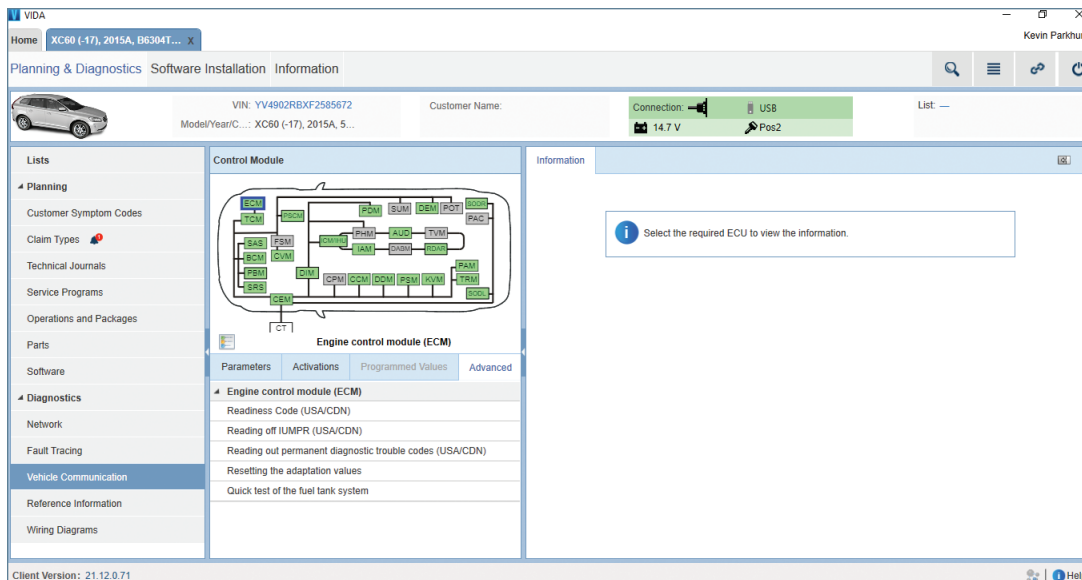 VIDA
Home XC60 (-17), 2015A, B6304T... X
Kevin Parkhur
Planning & Diagnostics Software Installation Information
VIN: YV4902RBXF2585672 Customer Name: Connection: USB List: —
Model/Year/C...: XC60 (-17), 2015A, 5... 14.7 V Pos2
Lists
Planning
Customer Symptom Codes
Claim Types
Technical Journals
Service Programs
Operations and Packages
Parts
Software
Diagnostics
Network
Fault Tracing
Vehicle Communication
Reference Information
Wiring Diagrams
Control Module
ECM PDM SUM DEM POT SODR
TCM PSCM PAC
SAS FSM ICM/IHU PHM AUD TVM
BCM CVM IAM DABM RDAR
PBM DIM CPM CCM DDM PSM KVM PAM
SRS TRM
CEM SODL
CT
Engine control module (ECM)
Parameters Activations Programmed Values Advanced
Engine control module (ECM)
Readiness Code (USA/CDN)
Reading off IUMPR (USA/CDN)
Reading out permanent diagnostic trouble codes (USA/CDN)
Resetting the adaptation values
Quick test of the fuel tank system
Information
Select the required ECU to view the information.
Client Version: 21.12.0.71
Help